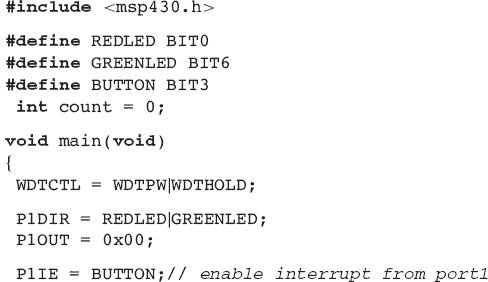 #include <msp430.h>
#define REDLED BIT0
#define GREENLED BIT6
#define BUTTON BIT3
int count = 0;
void main(void)
{
WDTCTL = WDTPW|WDTHOLD;
P1DIR = REDLED|GREENLED;
P1OUT = 0x00;
P1IE = BUTTON;// enable interrupt from port1